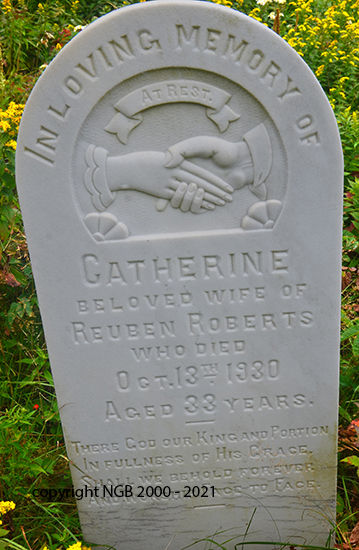 IN LOVING MEMORY OF
AT REST.
CATHERINE
BELOVED WIFE OF
REUBEN ROBERTS
WHO DIED
OCT. 13TH 1930
AGED 33 YEARS.
THERE GOD OUR KING AND PORTION
IN FULLNESS OF HIS GRACE.
SHALL WE BEHOLD FOREVER
copyright NGB 2000 - 2021
FACE TO FACE.